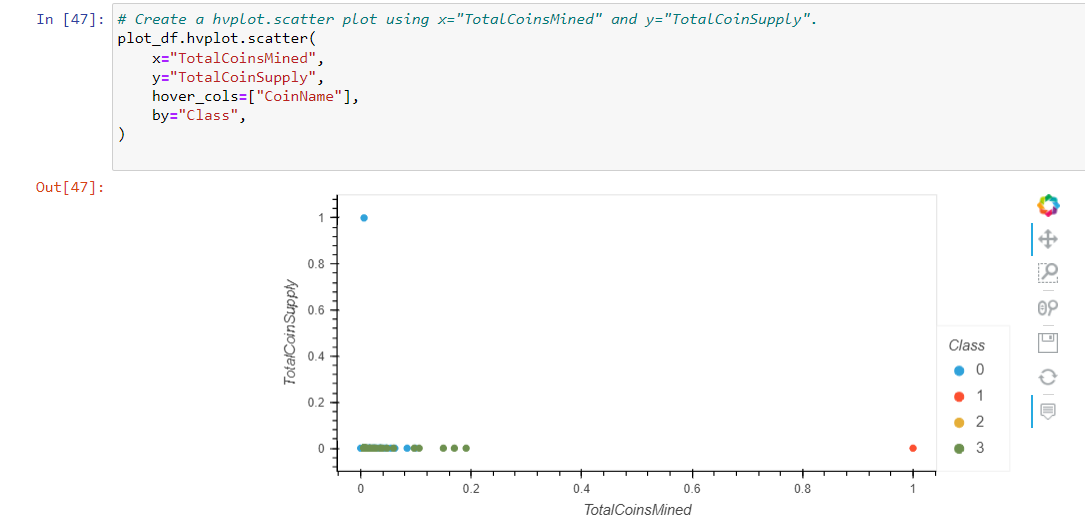 In [47]: # Create a hvplot.scatter plot using x="TotalCoinsMined" and y="TotalCoinSupply".
plot_df.hvplot.scatter(
    x="TotalCoinsMined",
    y="TotalCoinSupply",
    hover_cols=["CoinName"],
    by="Class",
)
Out[47]:
TotalCoinSupply
1
0.8
0.6
0.4
0.2
0
0 0.2 0.4 0.6 0.8 1
TotalCoinsMined
Class
0
1
2
3